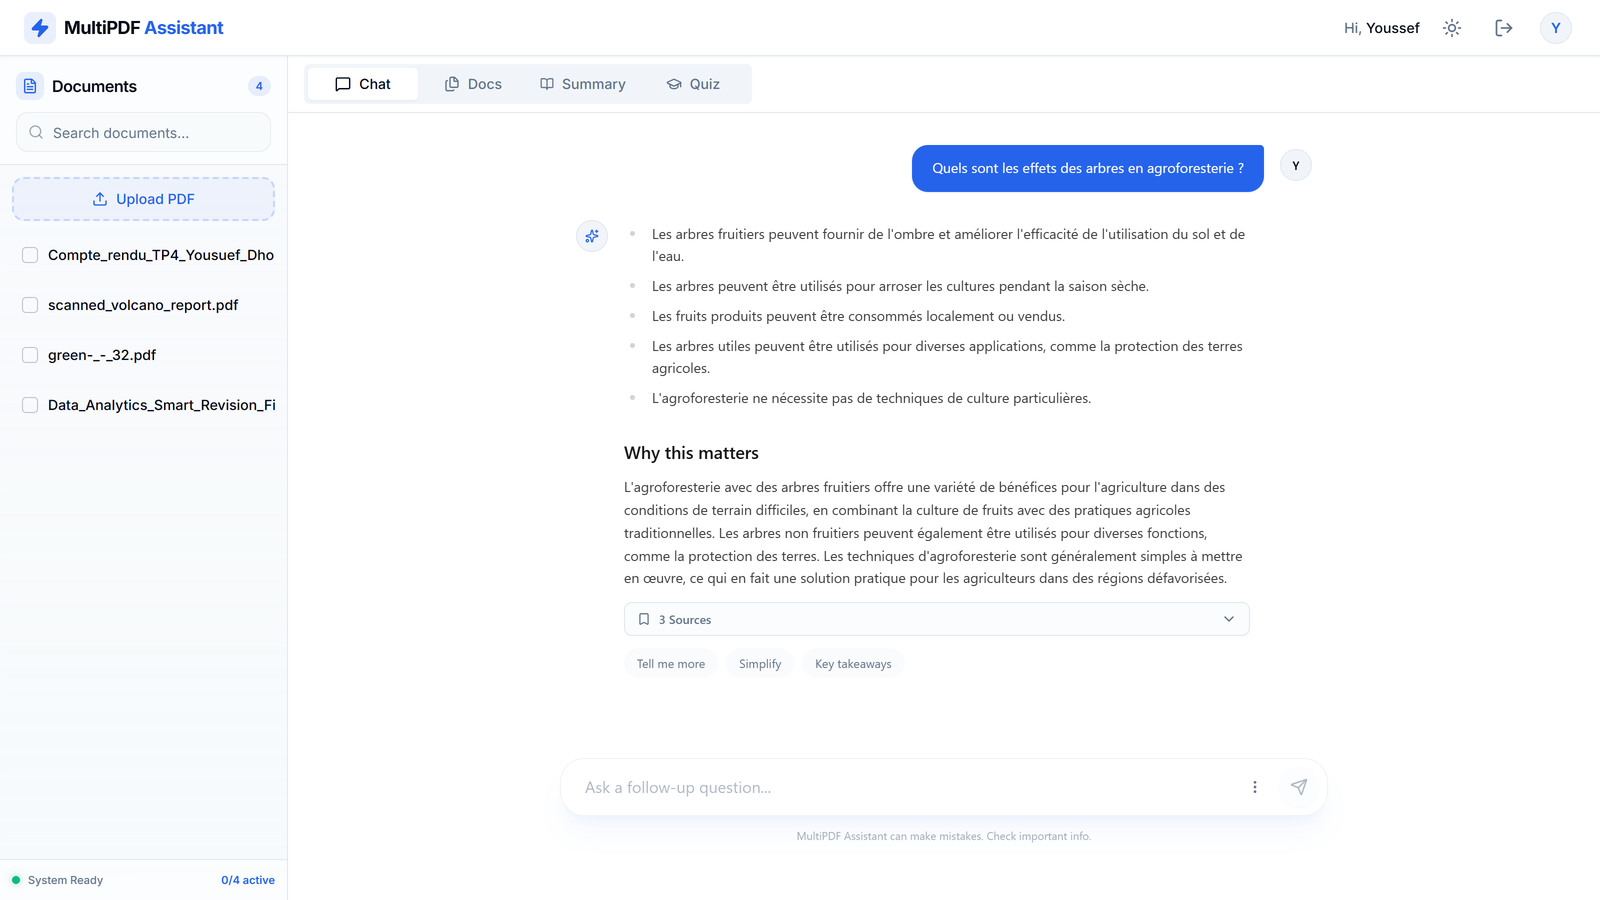 MultiPDF Assistant
Hi, Youssef
Y
Documents
4
Search documents...
Upload PDF
Compte_rendu_TP4_Yousuef_Dho
scanned_volcano_report.pdf
green-_-_32.pdf
Data_Analytics_Smart_Revision_Fi
System Ready
0/4 active
Chat
Docs
Summary
Quiz
Quels sont les effets des arbres en agroforesterie ?
Y
Les arbres fruitiers peuvent fournir de l'ombre et améliorer l'efficacité de l'utilisation du sol et de
l'eau.
Les arbres peuvent être utilisés pour arroser les cultures pendant la saison sèche.
Les fruits produits peuvent être consommés localement ou vendus.
Les arbres utiles peuvent être utilisés pour diverses applications, comme la protection des terres
agricoles.
L'agroforesterie ne nécessite pas de techniques de culture particulières.
Why this matters
L'agroforesterie avec des arbres fruitiers offre une variété de bénéfices pour l'agriculture dans des
conditions de terrain difficiles, en combinant la culture de fruits avec des pratiques agricoles
traditionnelles. Les arbres non fruitiers peuvent également être utilisés pour diverses fonctions,
comme la protection des terres. Les techniques d'agroforesterie sont généralement simples à mettre
en œuvre, ce qui en fait une solution pratique pour les agriculteurs dans des régions défavorisées.
3 Sources
Tell me more
Simplify
Key takeaways
Ask a follow-up question...
MultiPDF Assistant can make mistakes. Check important info.